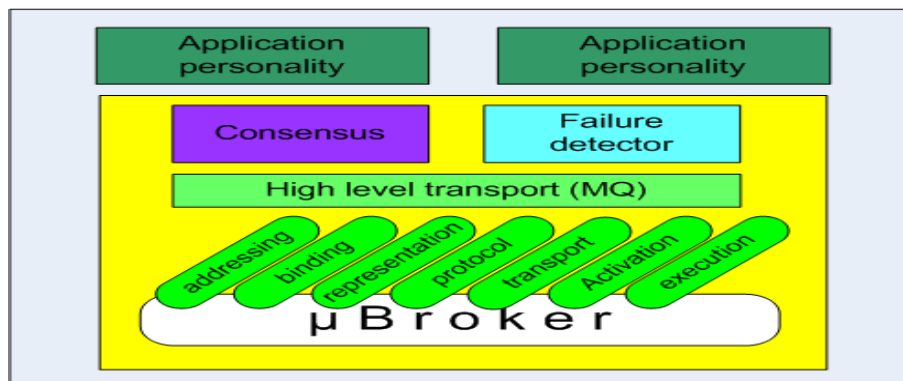 Application
personality
Application
personality
Consensus
Failure
detector
High level transport (MQ)
addressing
binding
representation
protocol
transport
Activation
execution
µBroker